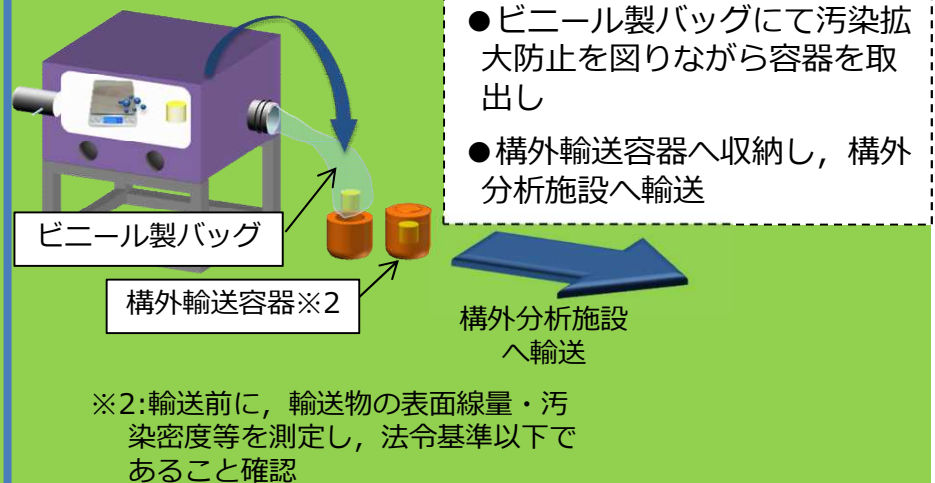 ●ビニール製バッグにて汚染拡
大防止を図りながら容器を取
出し
●構外輸送容器へ収納し，構外
分析施設へ輸送
ビニール製バッグ
構外輸送容器※2
構外分析施設
へ輸送
※2:輸送前に，輸送物の表面線量・汚
染密度等を測定し，法令基準以下で
あること確認